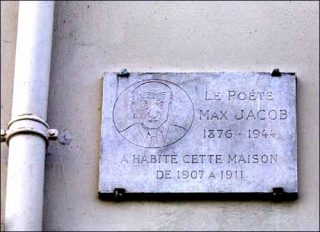 LE POÈTE
MAX JACOB
1876 - 1944
A HABITÉ CETTE MAISON
DE 1907 A 1911